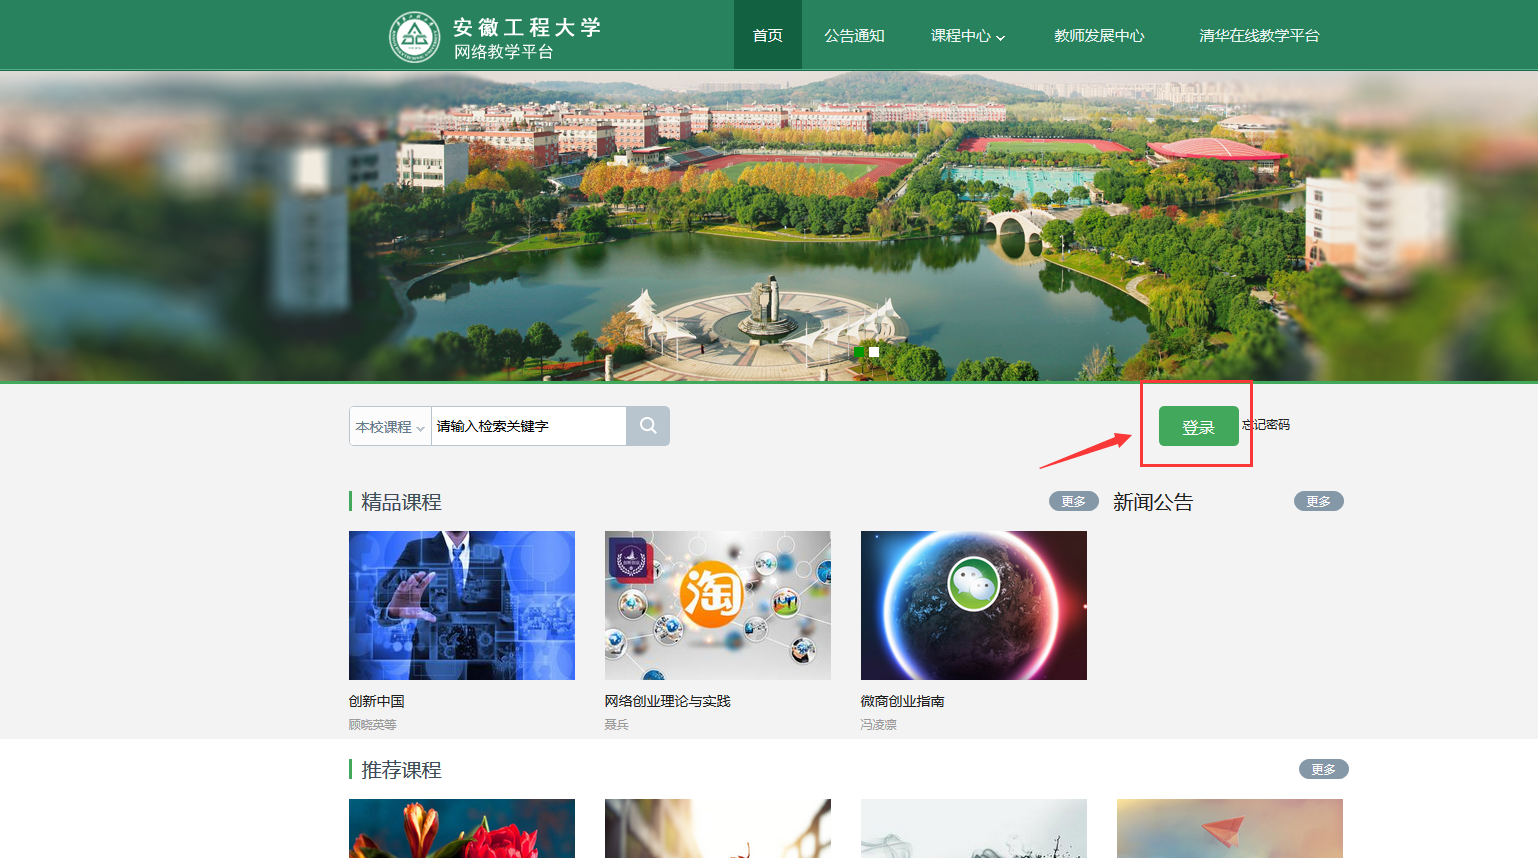 安徽工程大学
网络教学平台
首页 公告通知 课程中心 教师发展中心 清华在线教学平台
本校课程 请输入检索关键字 登录 忘记密码
精品课程 更多 新闻公告 更多
淘
创新中国 网络创业理论与实践 微商创业指南
顾晓英等 聂兵 冯凌凛
推荐课程 更多